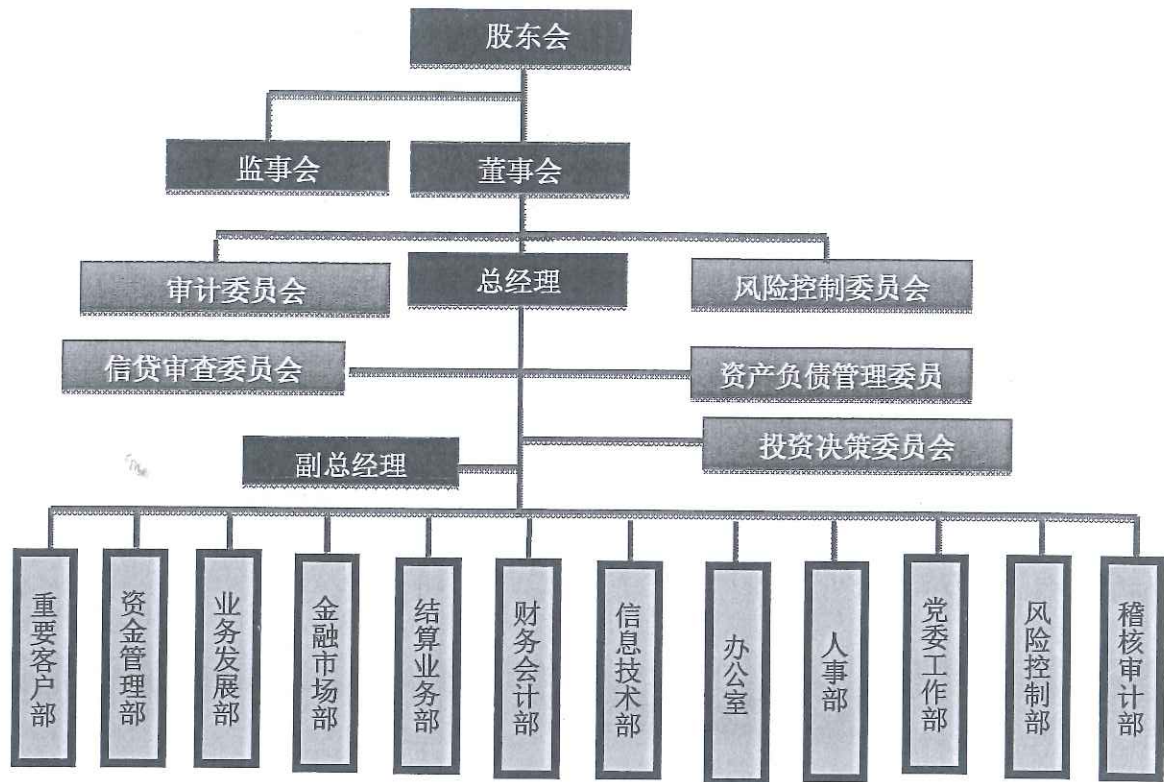 股东会
监事会
董事会
审计委员会
总经理
风险控制委员会
信贷审查委员会
资产负债管理委员
副总经理
投资决策委员会
重要客户部
资金管理部
业务发展部
金融市场部
结算业务部
财务会计部
信息技术部
办公室
人事部
党委工作部
风险控制部
稽核审计部